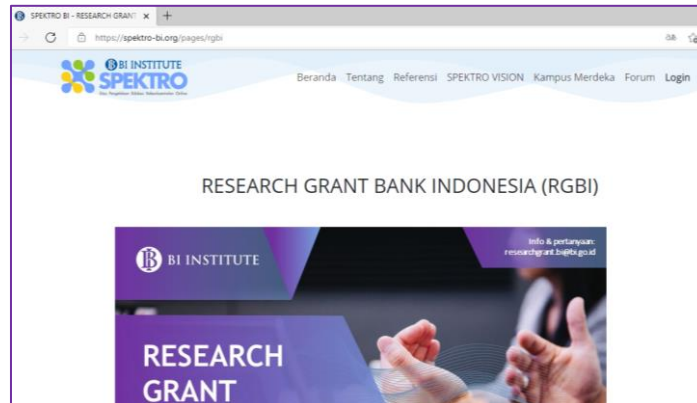 SPEKTRO BI - RESEARCH GRANT
https://spektro-bi.org/pages/rgbi
BI INSTITUTE
SPEKTRO
Beranda Tentang Referensi SPEKTRO VISION Kampus Merdeka Forum Login
RESEARCH GRANT BANK INDONESIA (RGBI)
Info & pertanyaan:
researchgrant.bi@bi.go.id
BI INSTITUTE
RESEARCH
GRANT